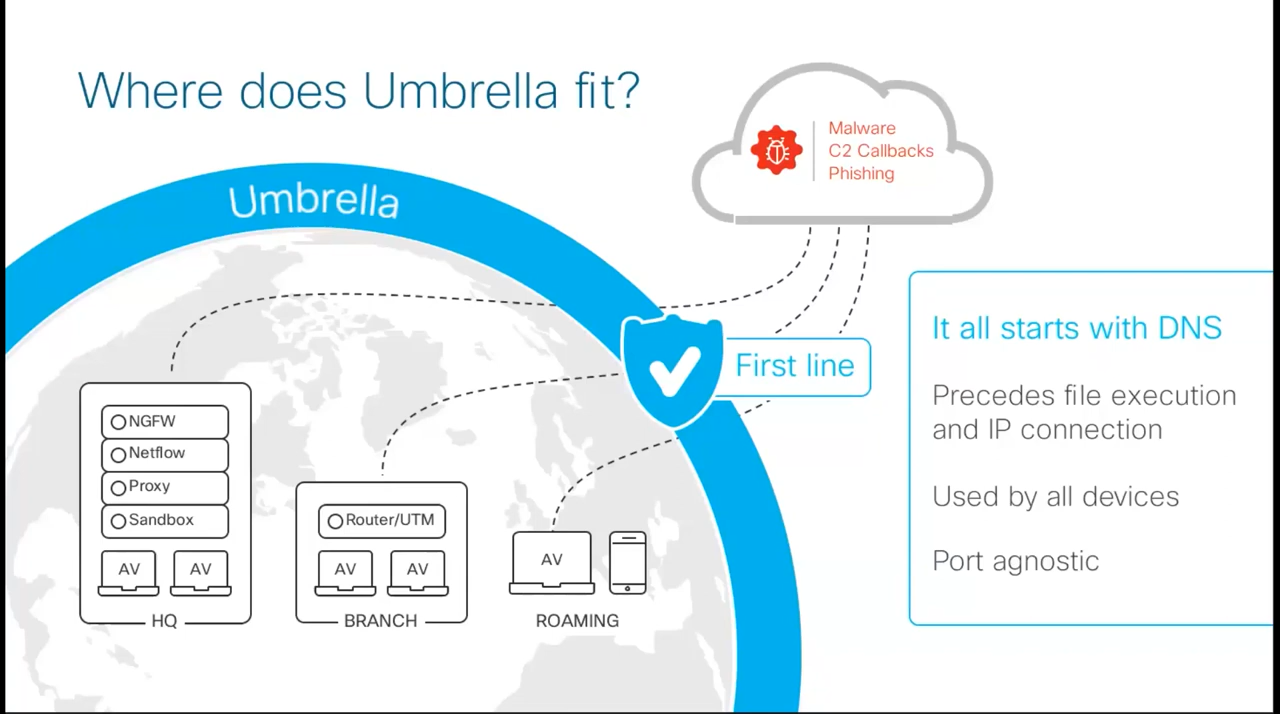 Where does Umbrella fit?
Malware
C2 Callbacks
Phishing
Umbrella
First line
It all starts with DNS
Precedes file execution
and IP connection
Used by all devices
Port agnostic
NGFW
Netflow
Proxy
Sandbox
AV AV
HQ
Router/UTM
AV AV
BRANCH
AV
ROAMING